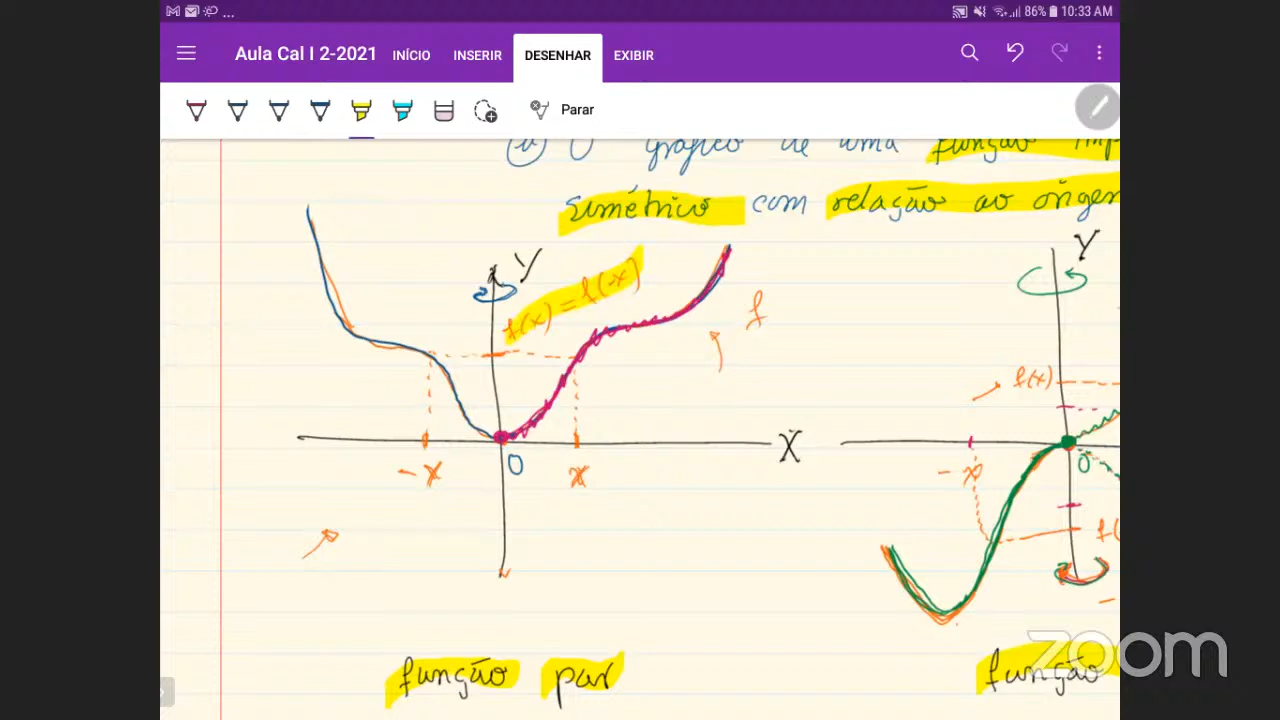 ... 86% 10:33 AM
Aula Cal I 2-2021 INÍCIO INSERIR DESENHAR EXIBIR
Parar
O gráfico de uma função
simétrico com relação ao origem
Y
f(x) = f(-x)
f
-x
0
x
X
Y
f(x)
-x
0
função par
função
zoom